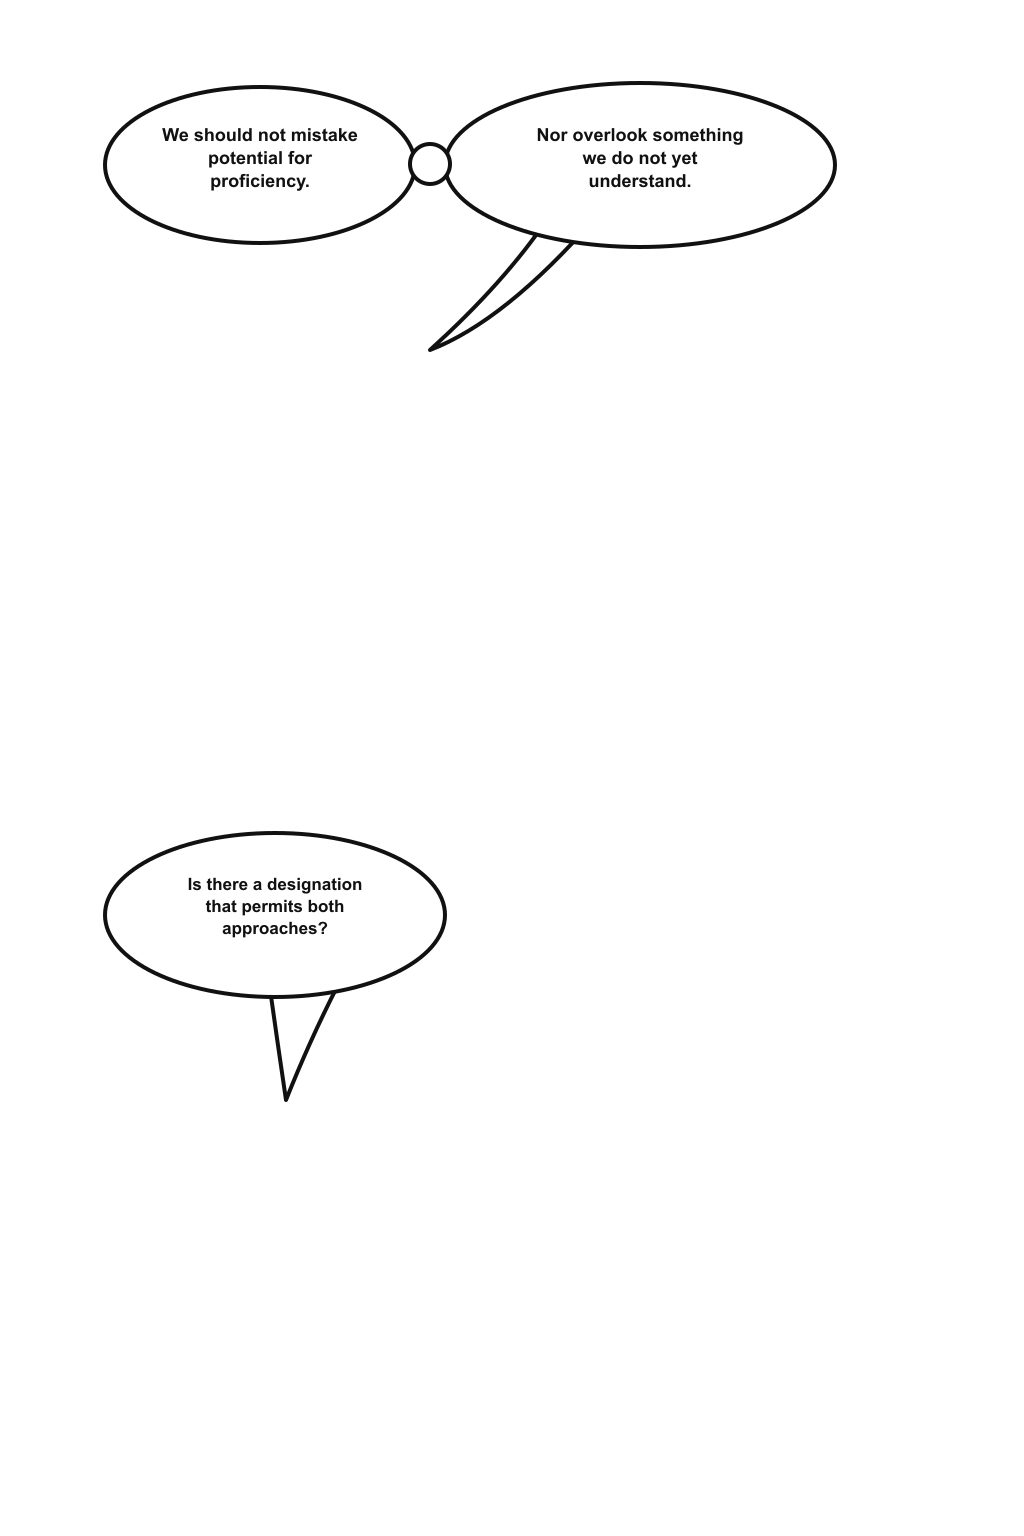 We should not mistake
potential for
proficiency.
Nor overlook something
we do not yet
understand.
Is there a designation
that permits both
approaches?